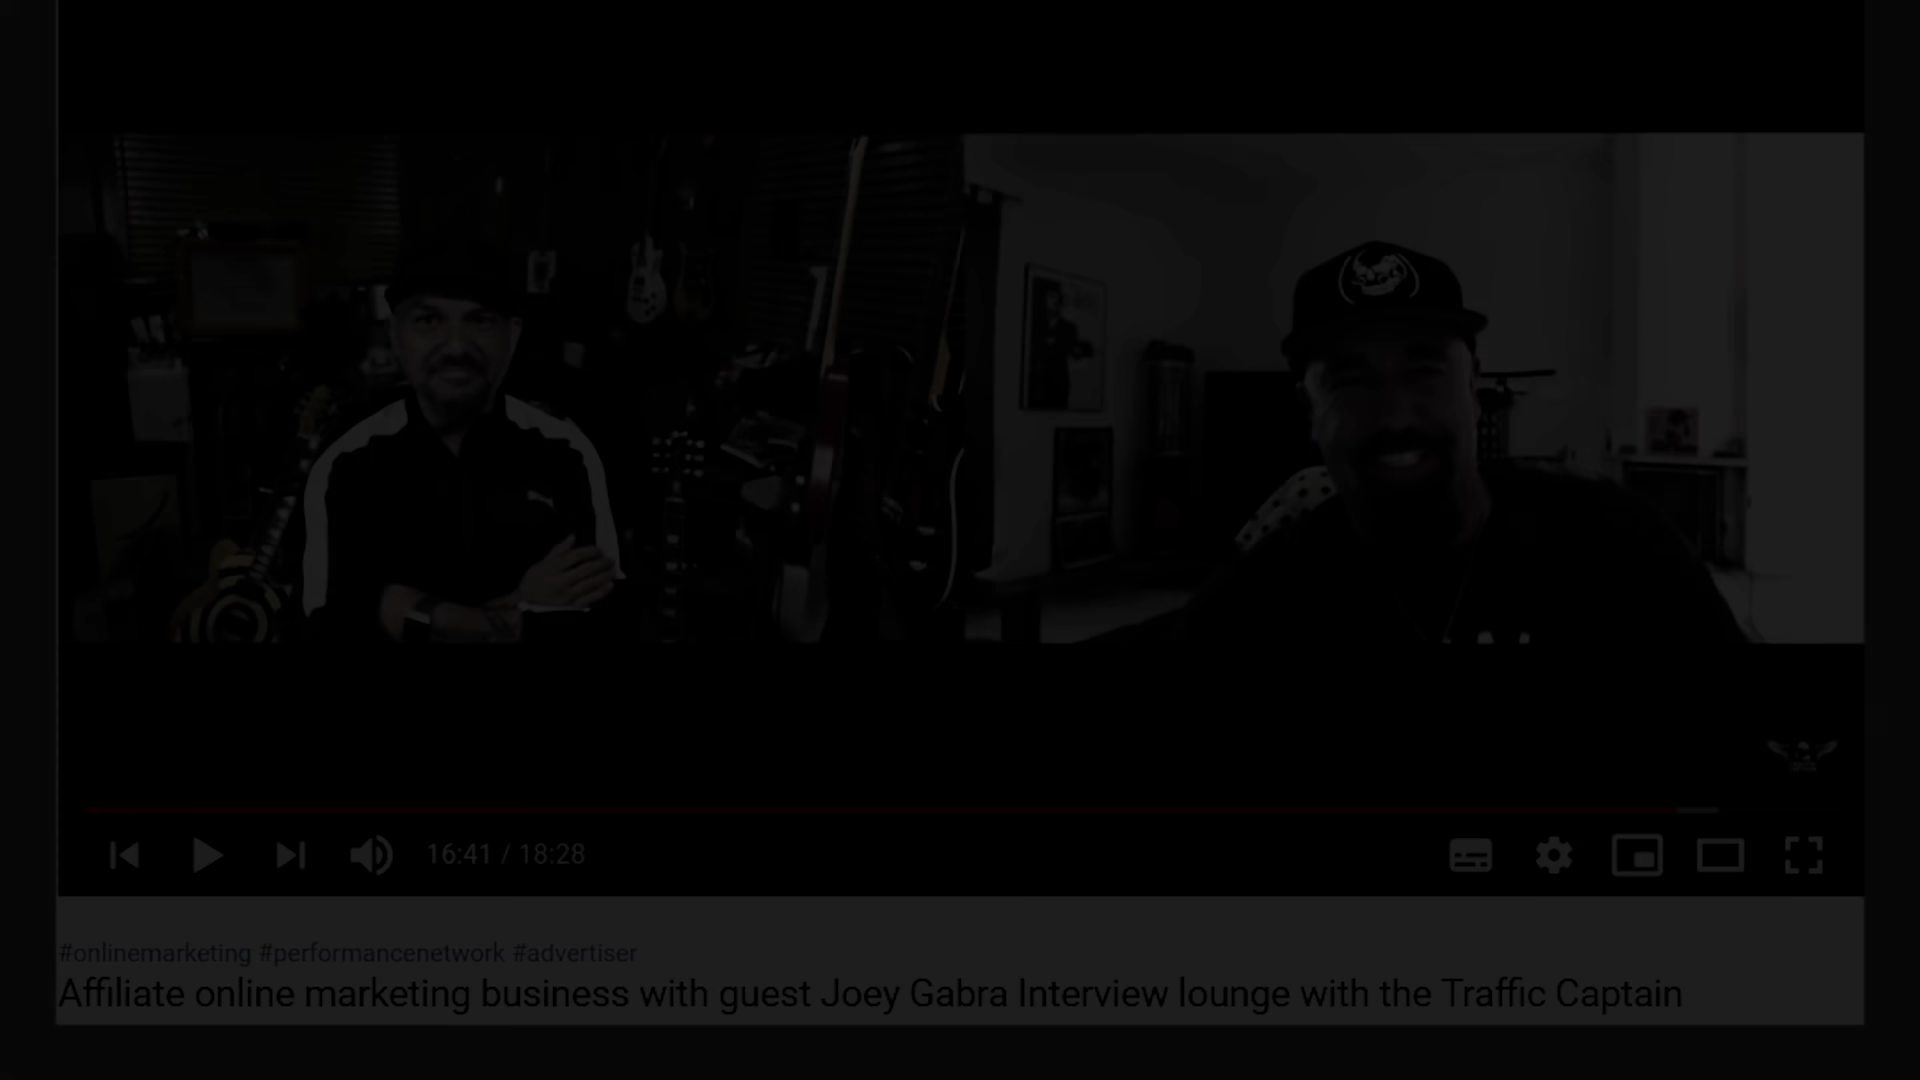 16:41 / 18:28
#onlinemarketing #performancenetwork #advertiser
Affiliate online marketing business with guest Joey Gabra Interview lounge with the Traffic Captain